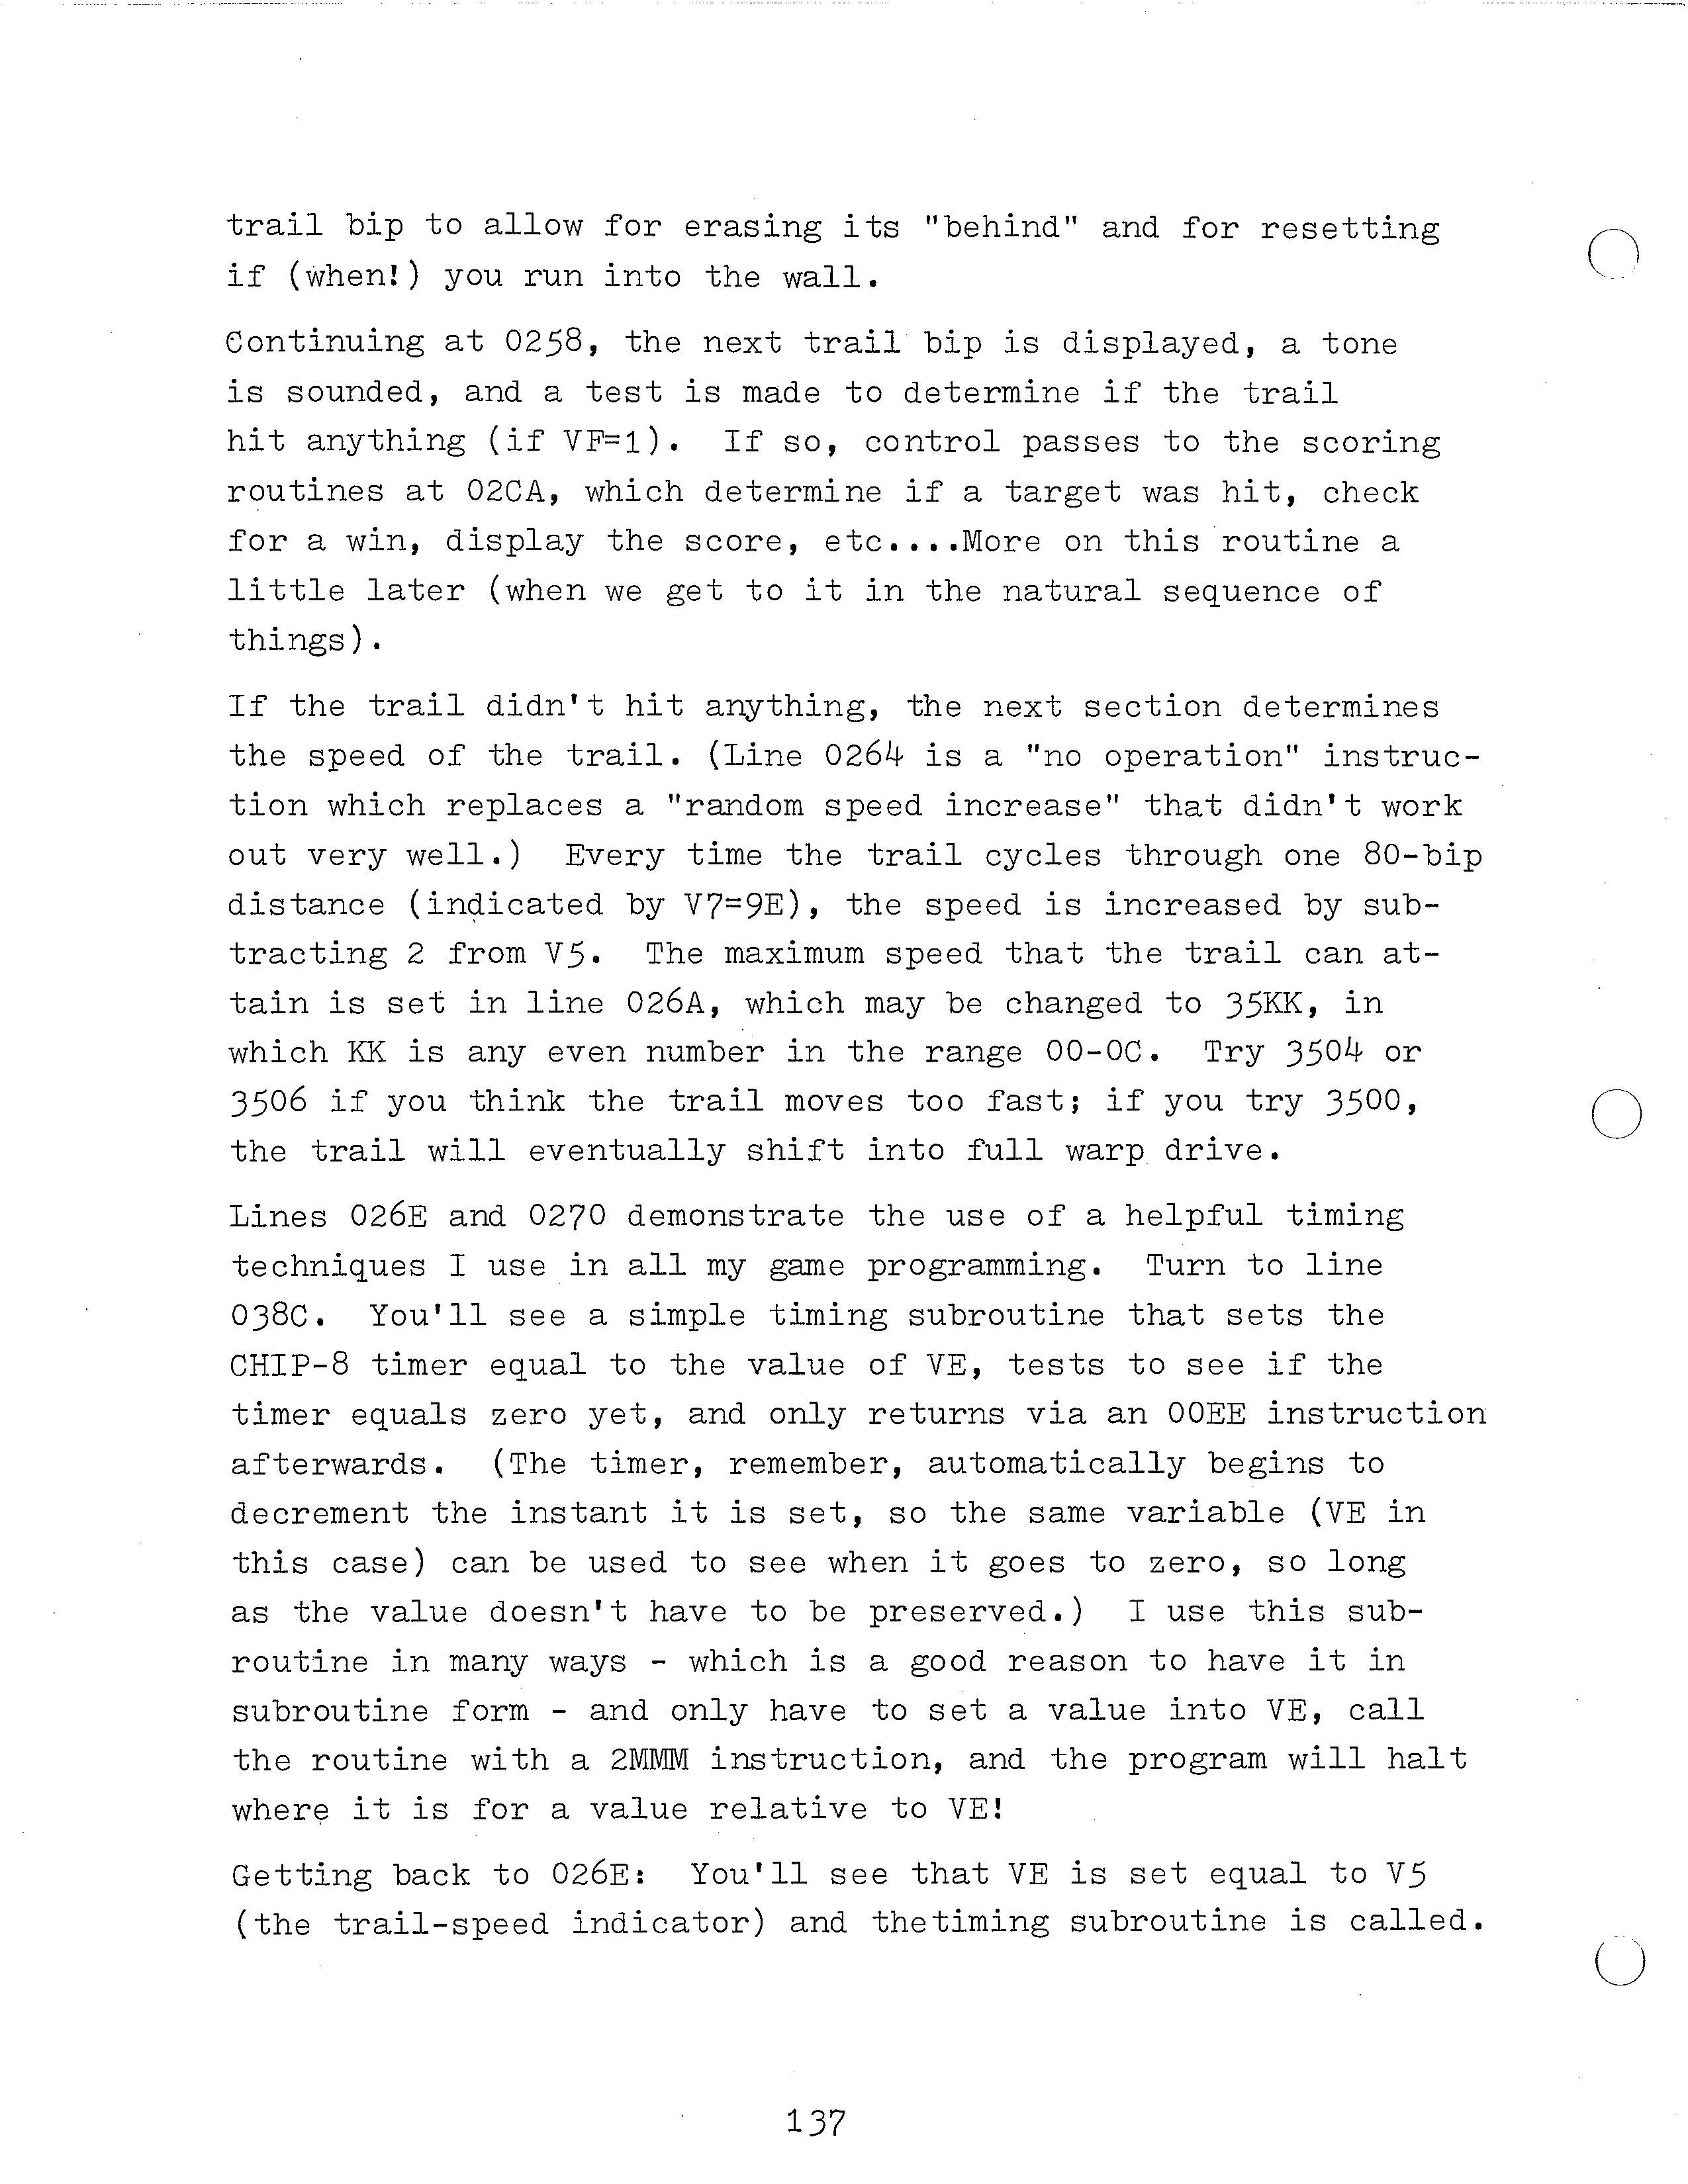 trail bip to allow for erasing its "behind" and for resetting
if (when!) you run into the wall.
Continuing at 0258, the next trail bip is displayed, a tone
is sounded, and a test is made to determine if the trail
hit anything (if VF=1). If so, control passes to the scoring
routines at 02CA, which determine if a target was hit, check
for a win, display the score, etc....More on this routine a
little later (when we get to it in the natural sequence of
things).
If the trail didn't hit anything, the next section determines
the speed of the trail. (Line 0264 is a "no operation" instruc-
tion which replaces a "random speed increase" that didn't work
out very well.) Every time the trail cycles through one 80-bip
distance (indicated by V7=9E), the speed is increased by sub-
tracting 2 from V5. The maximum speed that the trail can at-
tain is set in line 026A, which may be changed to 35KK, in
which KK is any even number in the range 00-0C. Try 3504 or
3506 if you think the trail moves too fast; if you try 3500,
the trail will eventually shift into full warp drive.
Lines 026E and 0270 demonstrate the use of a helpful timing
techniques I use in all my game programming. Turn to line
038C. You'll see a simple timing subroutine that sets the
CHIP-8 timer equal to the value of VE, tests to see if the
timer equals zero yet, and only returns via an 00EE instruction
afterwards. (The timer, remember, automatically begins to
decrement the instant it is set, so the same variable (VE in
this case) can be used to see when it goes to zero, so long
as the value doesn't have to be preserved.) I use this sub-
routine in many ways - which is a good reason to have it in
subroutine form - and only have to set a value into VE, call
the routine with a 2MMM instruction, and the program will halt
where it is for a value relative to VE!
Getting back to 026E: You'll see that VE is set equal to V5
(the trail-speed indicator) and thetiming subroutine is called.
137